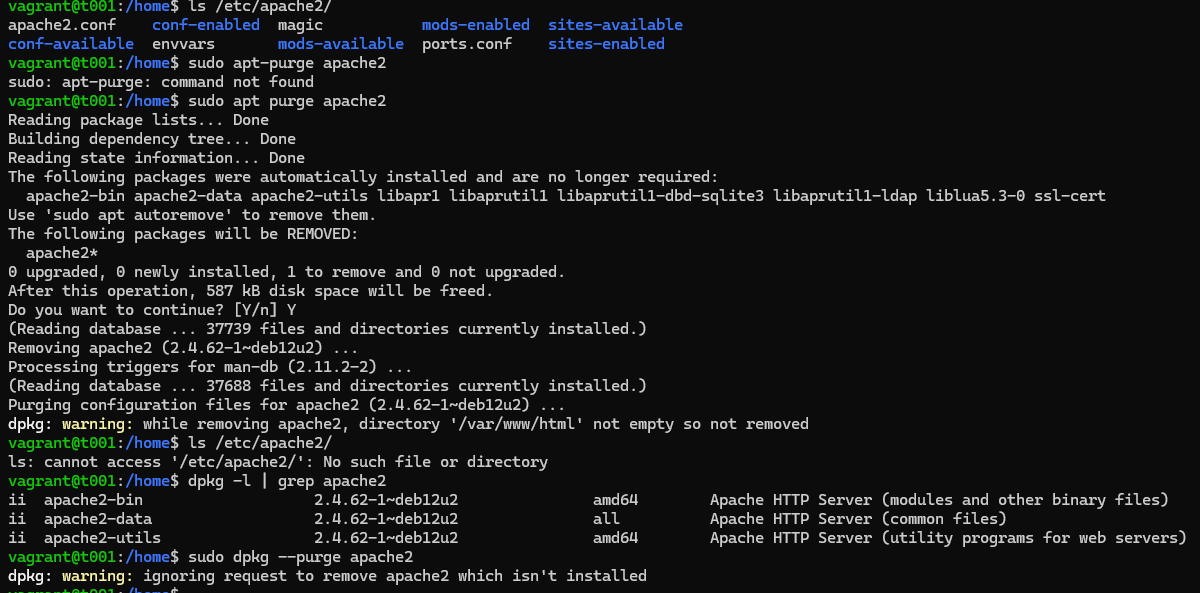 vagrant@t001:/home$ ls /etc/apache2/
apache2.conf    conf-enabled  magic           mods-enabled  sites-available
conf-available  envvars       mods-available  ports.conf    sites-enabled
vagrant@t001:/home$ sudo apt-purge apache2
sudo: apt-purge: command not found
vagrant@t001:/home$ sudo apt purge apache2
Reading package lists... Done
Building dependency tree... Done
Reading state information... Done
The following packages were automatically installed and are no longer required:
  apache2-bin apache2-data apache2-utils libapr1 libaprutil1 libaprutil1-dbd-sqlite3 libaprutil1-ldap liblua5.3-0 ssl-cert
Use 'sudo apt autoremove' to remove them.
The following packages will be REMOVED:
  apache2*
0 upgraded, 0 newly installed, 1 to remove and 0 not upgraded.
After this operation, 587 kB disk space will be freed.
Do you want to continue? [Y/n] Y
(Reading database ... 37739 files and directories currently installed.)
Removing apache2 (2.4.62-1~deb12u2) ...
Processing triggers for man-db (2.11.2-2) ...
(Reading database ... 37688 files and directories currently installed.)
Purging configuration files for apache2 (2.4.62-1~deb12u2) ...
dpkg: warning: while removing apache2, directory '/var/www/html' not empty so not removed
vagrant@t001:/home$ ls /etc/apache2/
ls: cannot access '/etc/apache2/': No such file or directory
vagrant@t001:/home$ dpkg -l | grep apache2
ii  apache2-bin                   2.4.62-1~deb12u2               amd64        Apache HTTP Server (modules and other binary files)
ii  apache2-data                  2.4.62-1~deb12u2               all          Apache HTTP Server (common files)
ii  apache2-utils                 2.4.62-1~deb12u2               amd64        Apache HTTP Server (utility programs for web servers)
vagrant@t001:/home$ sudo dpkg --purge apache2
dpkg: warning: ignoring request to remove apache2 which isn't installed
vagrant@t001:/home$